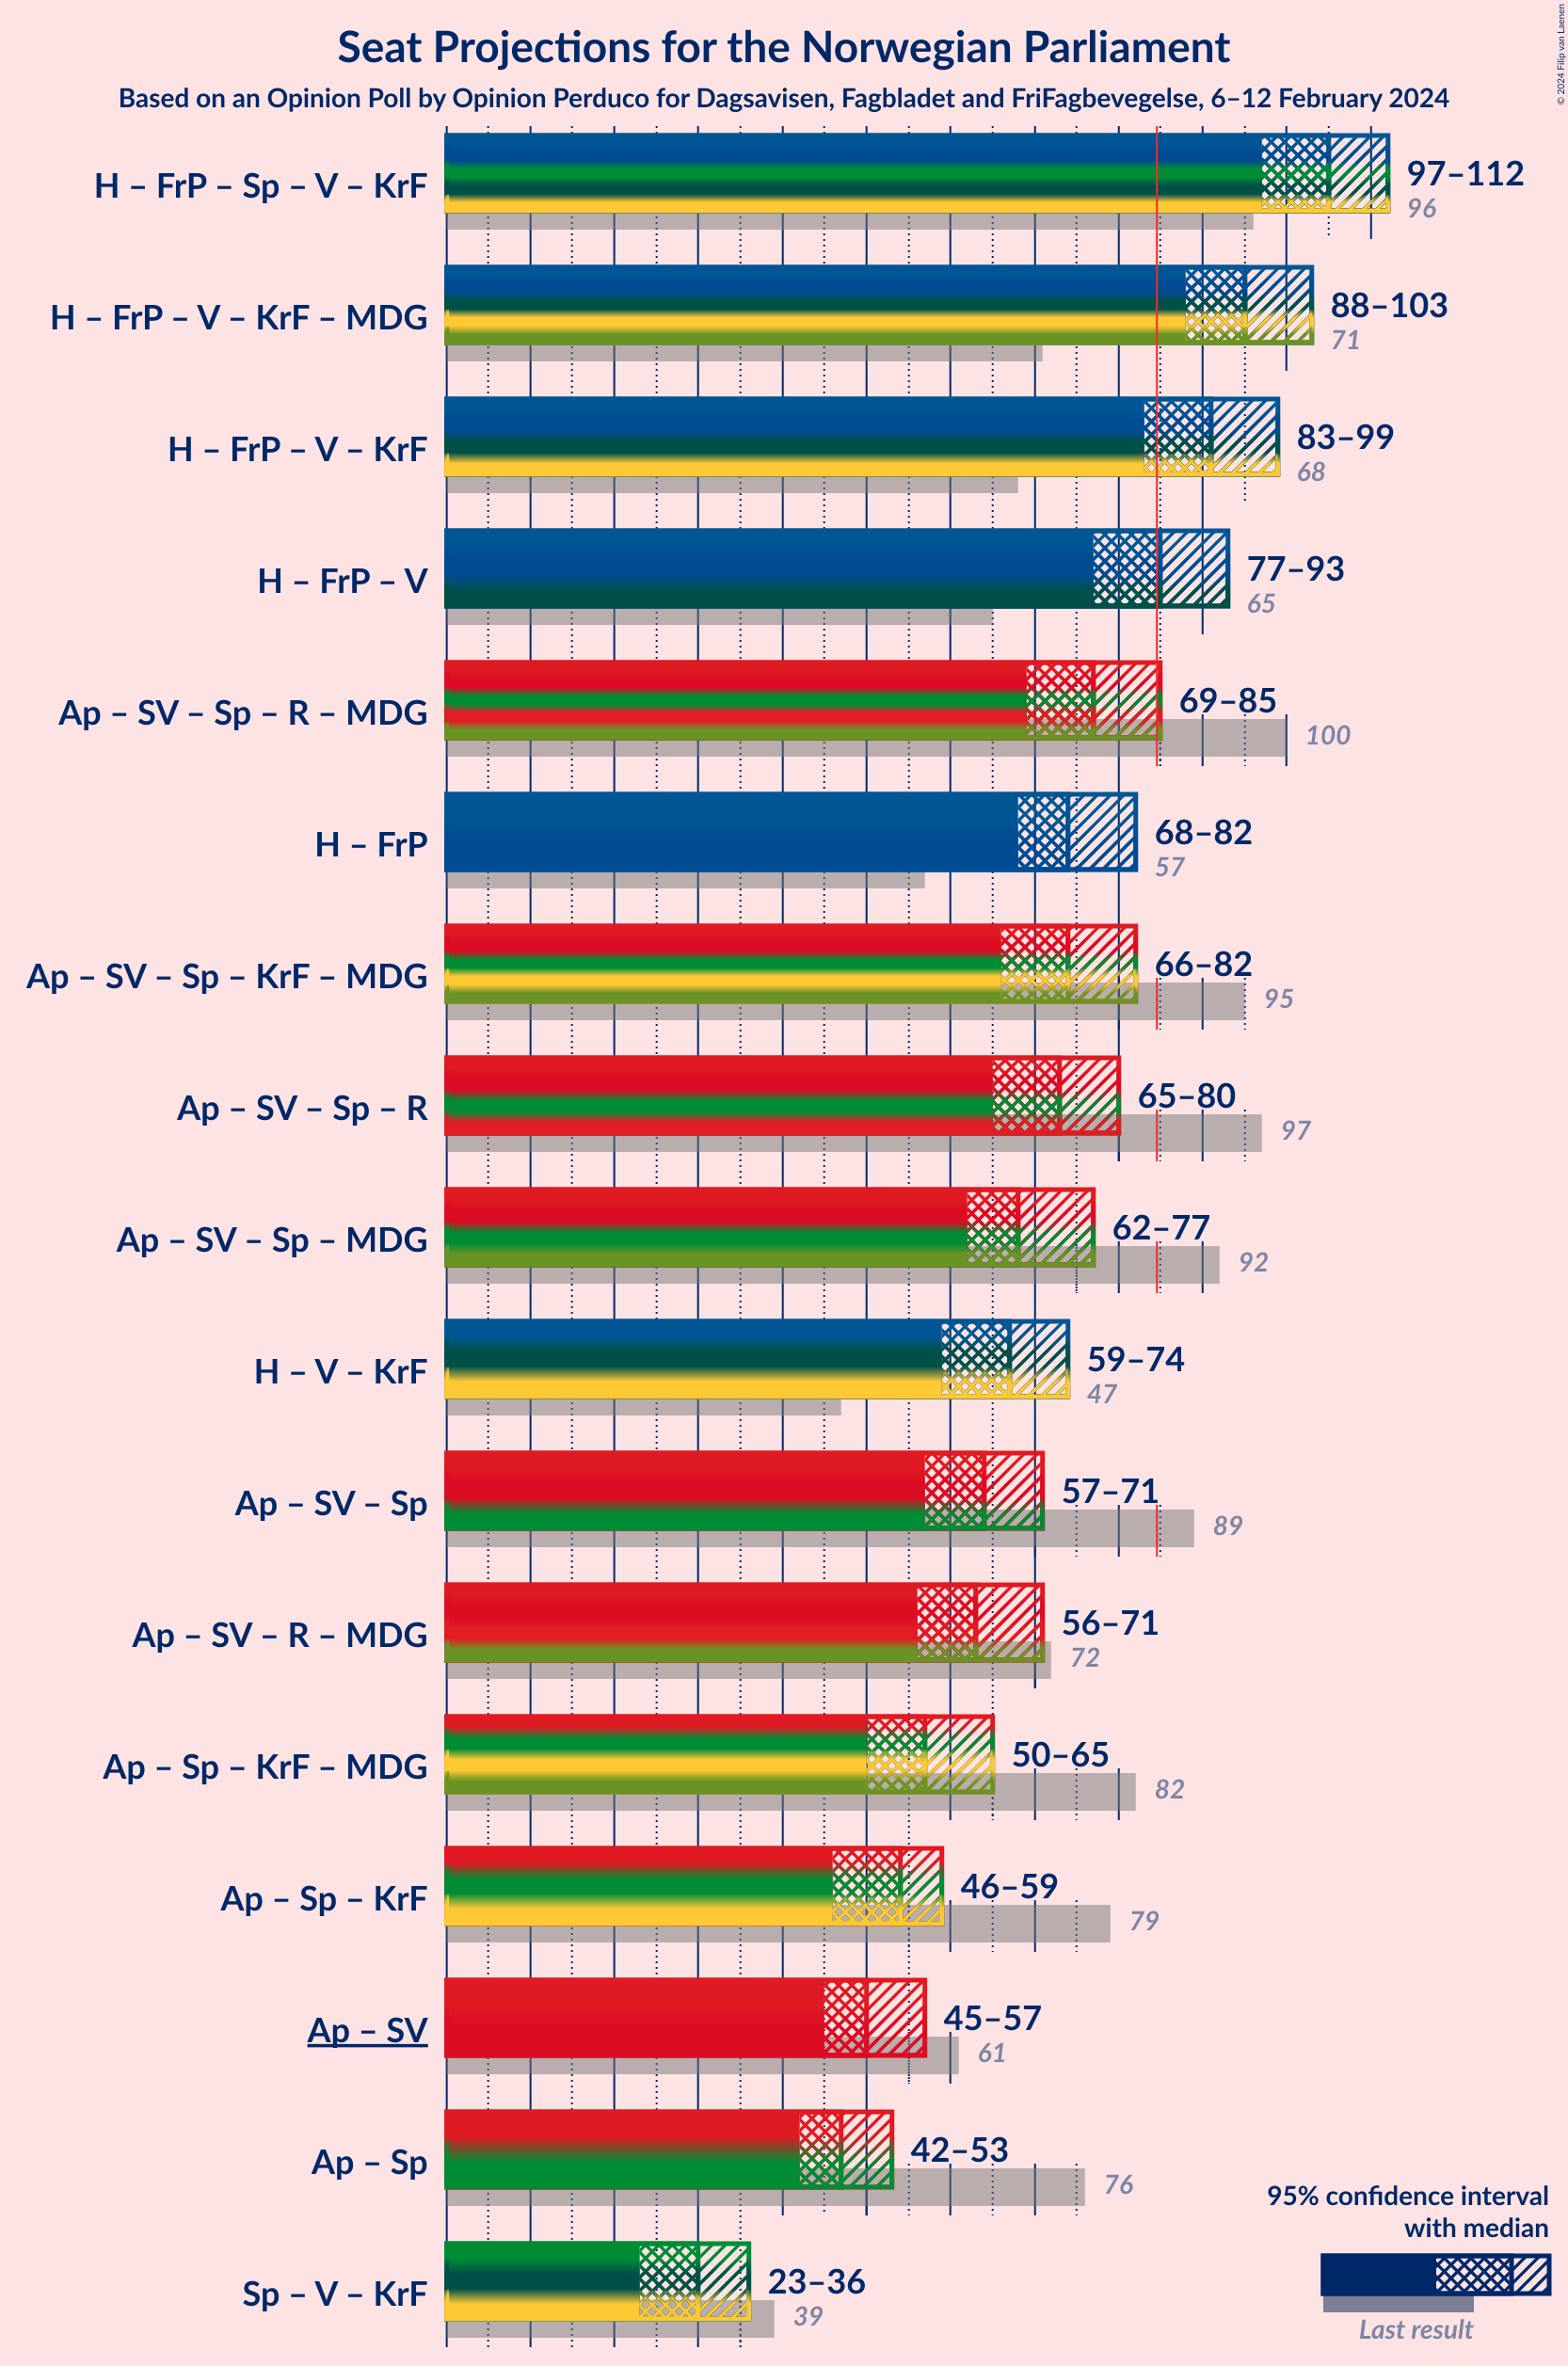 Seat Projections for the Norwegian Parliament
Based on an Opinion Poll by Opinion Perduco for Dagsavisen, Fagbladet and FriFagbevegelse, 6–12 February 2024
© 2024 Filip van Laenen
H – FrP – Sp – V – KrF
97–112
96
H – FrP – V – KrF – MDG
88–103
71
H – FrP – V – KrF
83–99
68
H – FrP – V
77–93
65
Ap – SV – Sp – R – MDG
69–85
100
H – FrP
68–82
57
Ap – SV – Sp – KrF – MDG
66–82
95
Ap – SV – Sp – R
65–80
97
Ap – SV – Sp – MDG
62–77
92
H – V – KrF
59–74
47
Ap – SV – Sp
57–71
89
Ap – SV – R – MDG
56–71
72
Ap – Sp – KrF – MDG
50–65
82
Ap – Sp – KrF
46–59
79
Ap – SV
45–57
61
Ap – Sp
42–53
76
Sp – V – KrF
23–36
39
95% confidence interval
with median
Last result